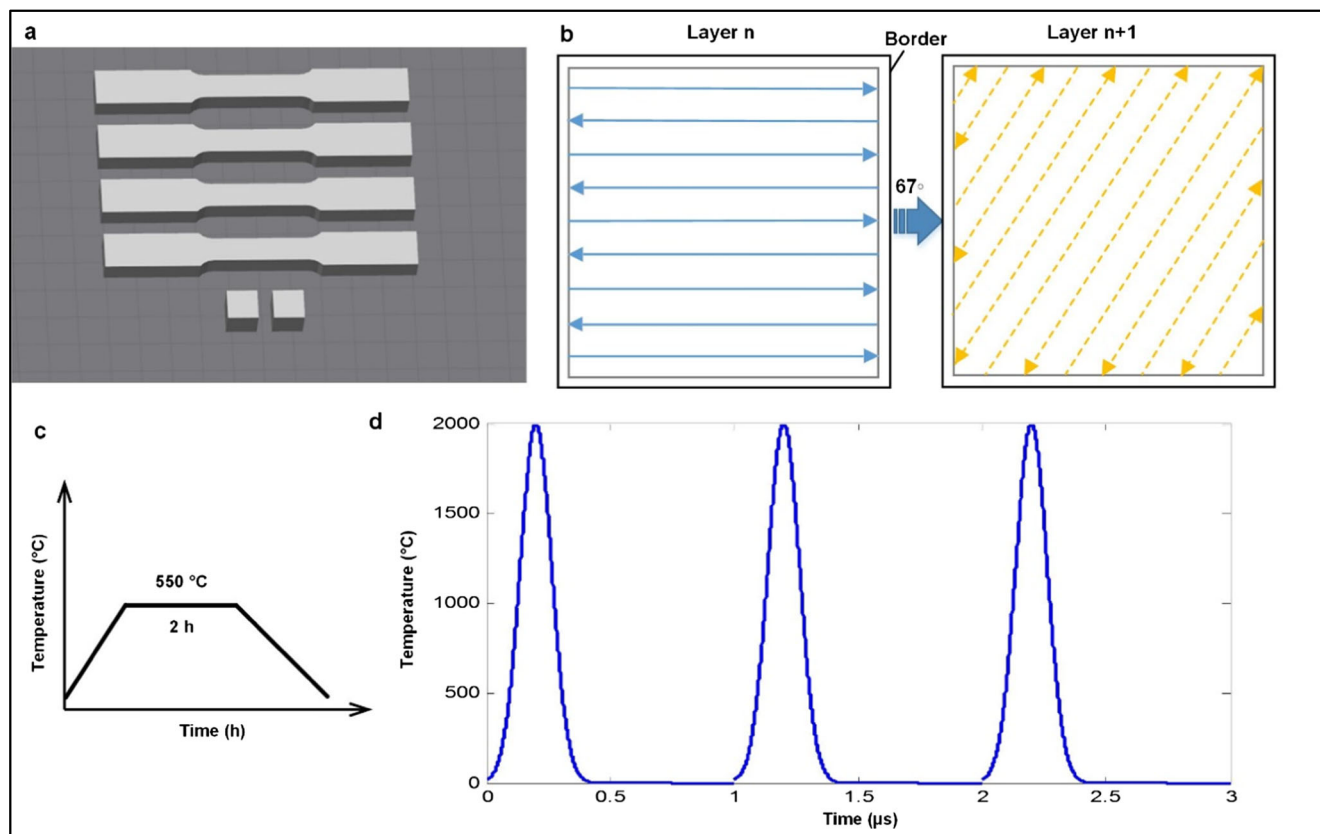 a
b
Layer n
Border
Layer n+1
67°
c
Temperature (°C)
550 °C
2 h
Time (h)
d
Temperature (°C)
2000
1500
1000
500
0
0
0.5
1
1.5
2
2.5
3
Time (µs)